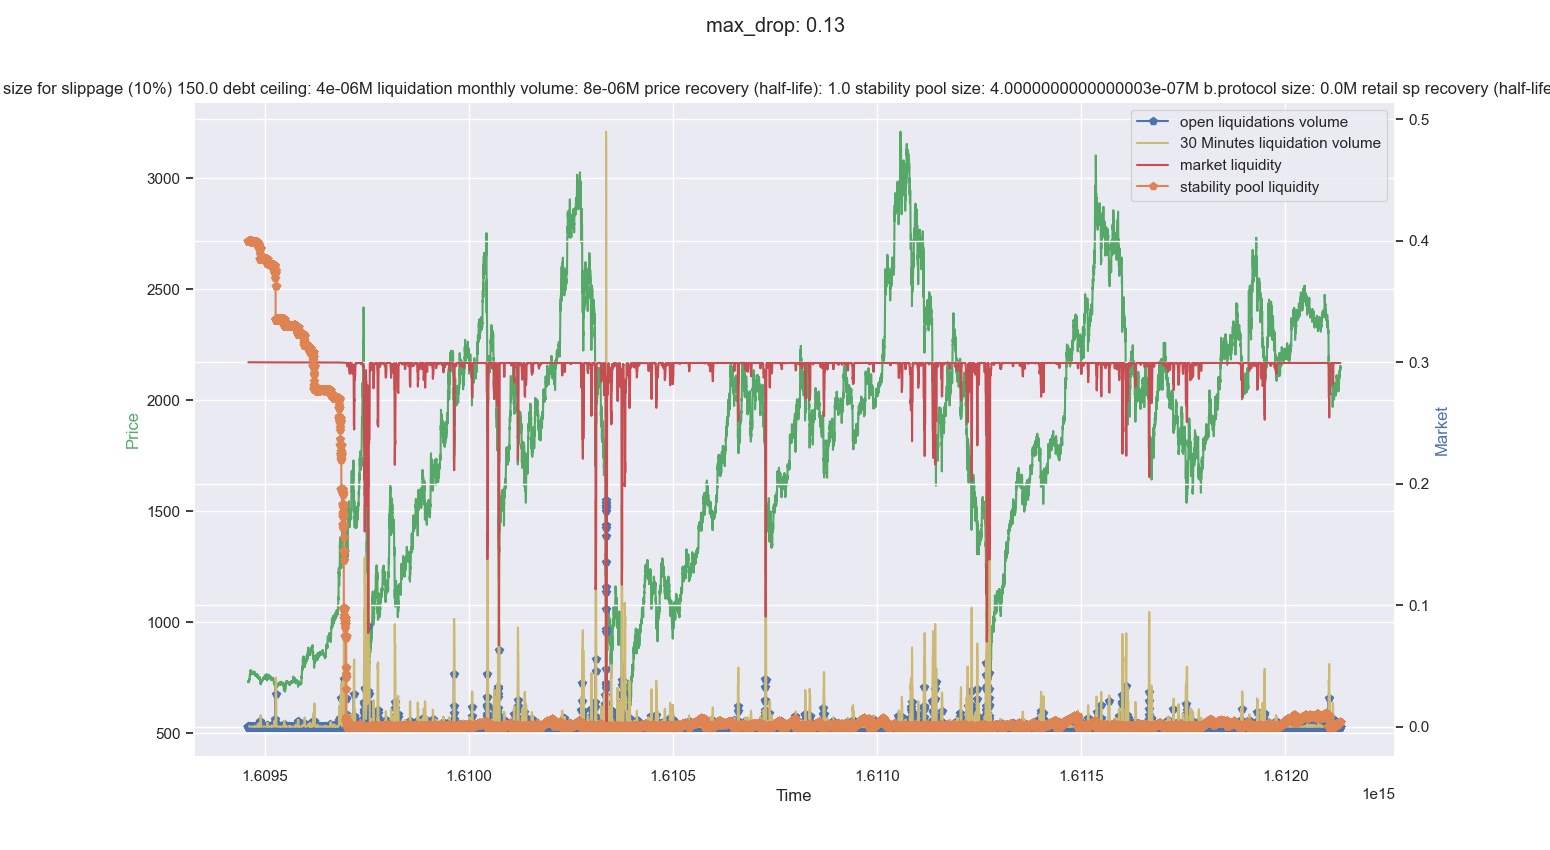 max_drop: 0.13
size for slippage (10%) 150.0 debt ceiling: 4e-06M liquidation monthly volume: 8e-06M price recovery (half-life): 1.0 stability pool size: 4.0000000000000003e-07M b.protocol size: 0.0M retail sp recovery (half-life
open liquidations volume
30 Minutes liquidation volume
market liquidity
stability pool liquidity
3000
2500
2000
1500
1000
500
Price
0.5
0.4
0.3
0.2
0.1
0.0
Market
1.6095 1.6100 1.6105 1.6110 1.6115 1.6120
1e15
Time